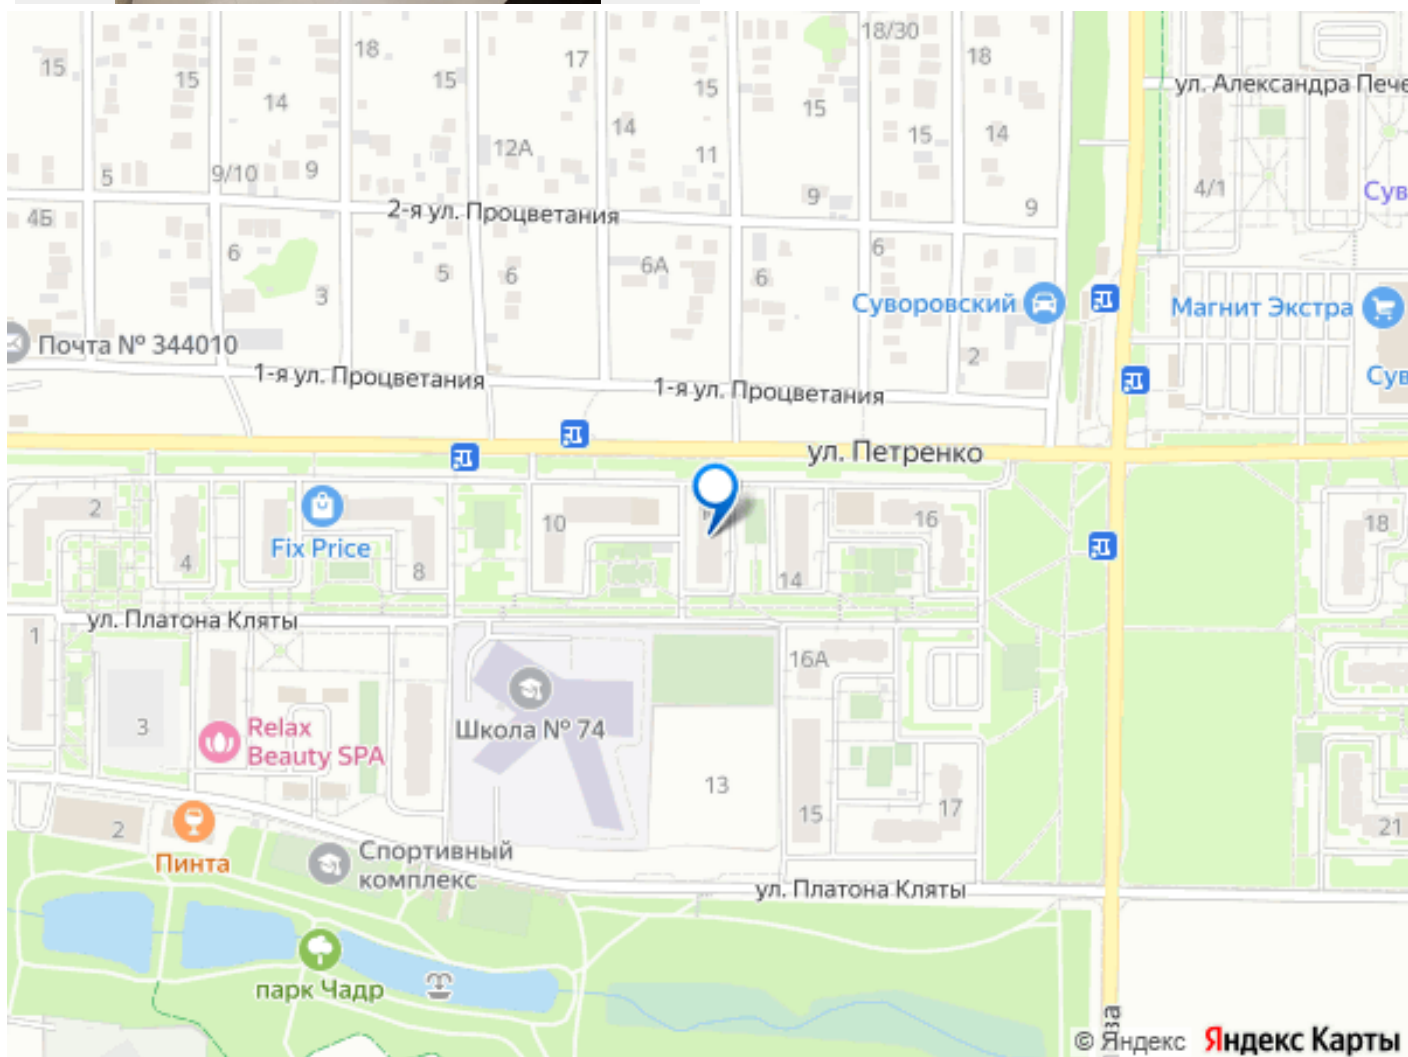 18/30
18
17
18
15
15
15
15
ул. Александра Пече
14
15
14
15
14
12А
11
5
9/10
9
4/1
9
9
Сув
4Б
2-я ул. Процветания
6
6
5
6
6А
6
3
Суворовский
Магнит Экстра
Почта № 344010
2
1-я ул. Процветания
1-я ул. Процветания
Сув
ул. Петренко
2
10
16
18
Fix Price
4
8
14
ул. Платона Кляты
1
16А
3
Relax
Beauty SPA
Школа № 74
13
15
17
2
21
Пинта
Спортивный
комплекс
ул. Платона Кляты
парк Чадр
© Яндекс
Яндекс Карты